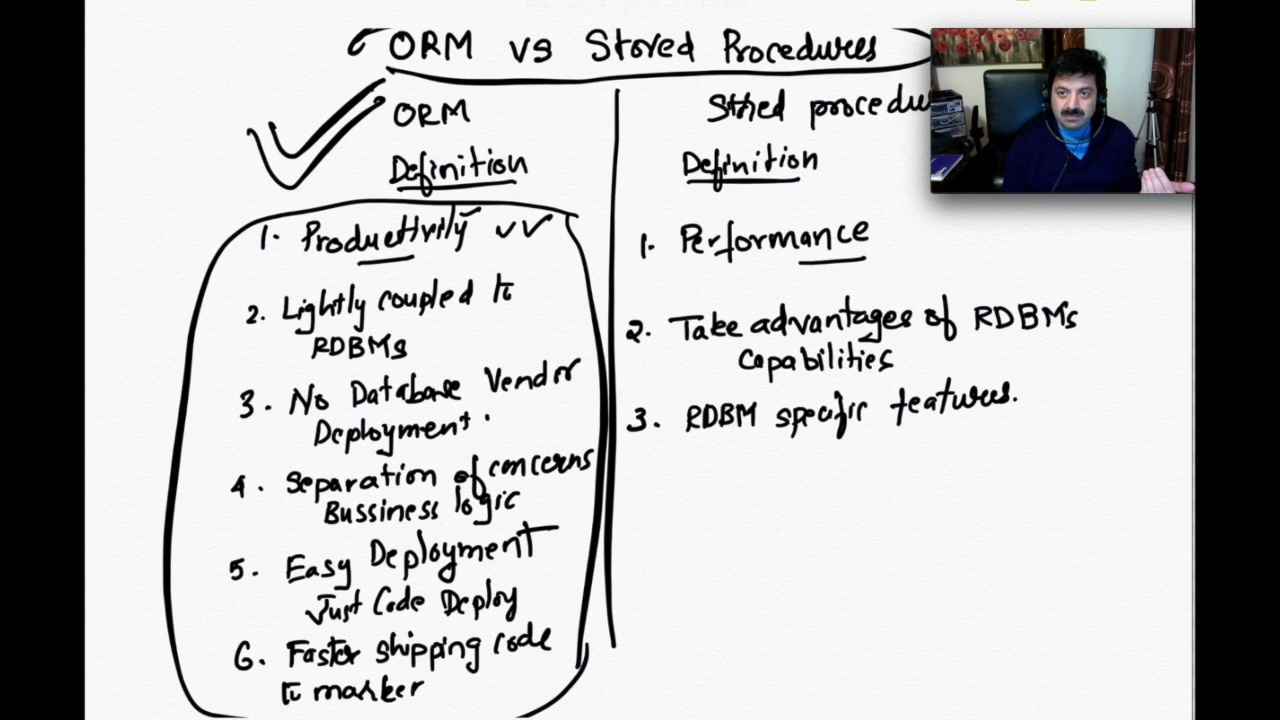 ORM vs Stored Procedures
ORM
Definition
1. Productivity
2. Lightly coupled to
RDBMs
3. No Database Vendor
Deployment
4. Separation of concerns
Bussiness logic
5. Easy Deployment
Just Code Deploy
6. Faster shipping code
to marker
Stored procedu
Definition
1. Performance
2. Take advantages of RDBMs
Capabilities
3. RDBM specific features.